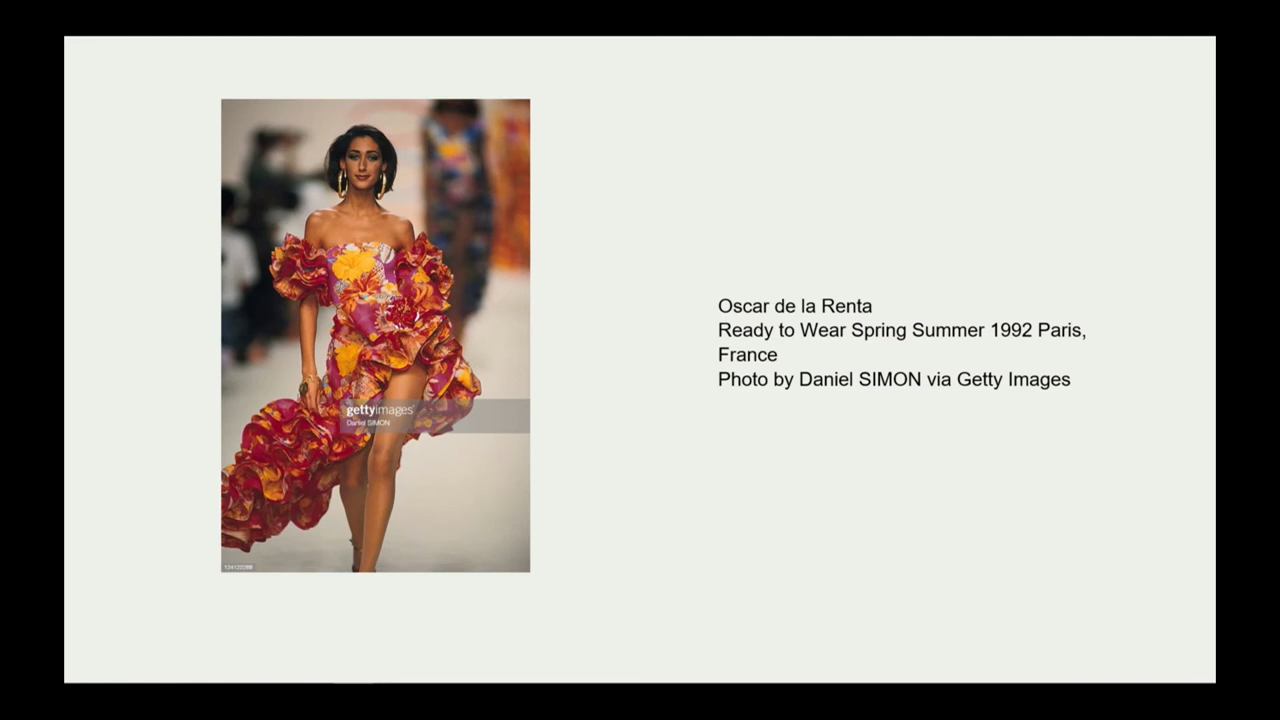 gettyimages
Daniel SIMON
Oscar de la Renta
Ready to Wear Spring Summer 1992 Paris,
France
Photo by Daniel SIMON via Getty Images